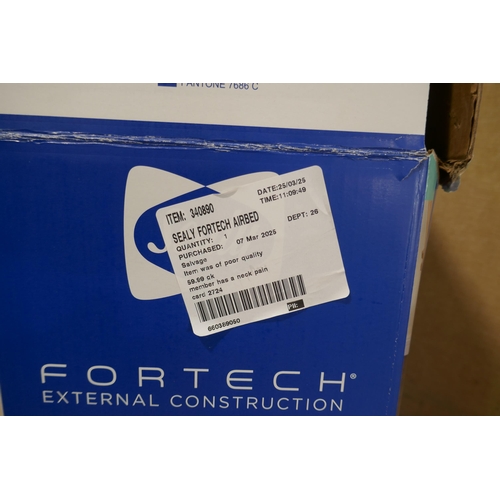 PANTONE 7686 C
DATE:25/03/25
TIME:11:09:49
ITEM: 340890
SEALY FORTECH AIRBED
QUANTITY: 1
DEPT: 26
PURCHASED: 07 Mar 2025
Salvage
Item was of poor quality
59.99 ck
member has a neck pain
card 2724
660369050
FORTECH®
EXTERNAL CONSTRUCTION